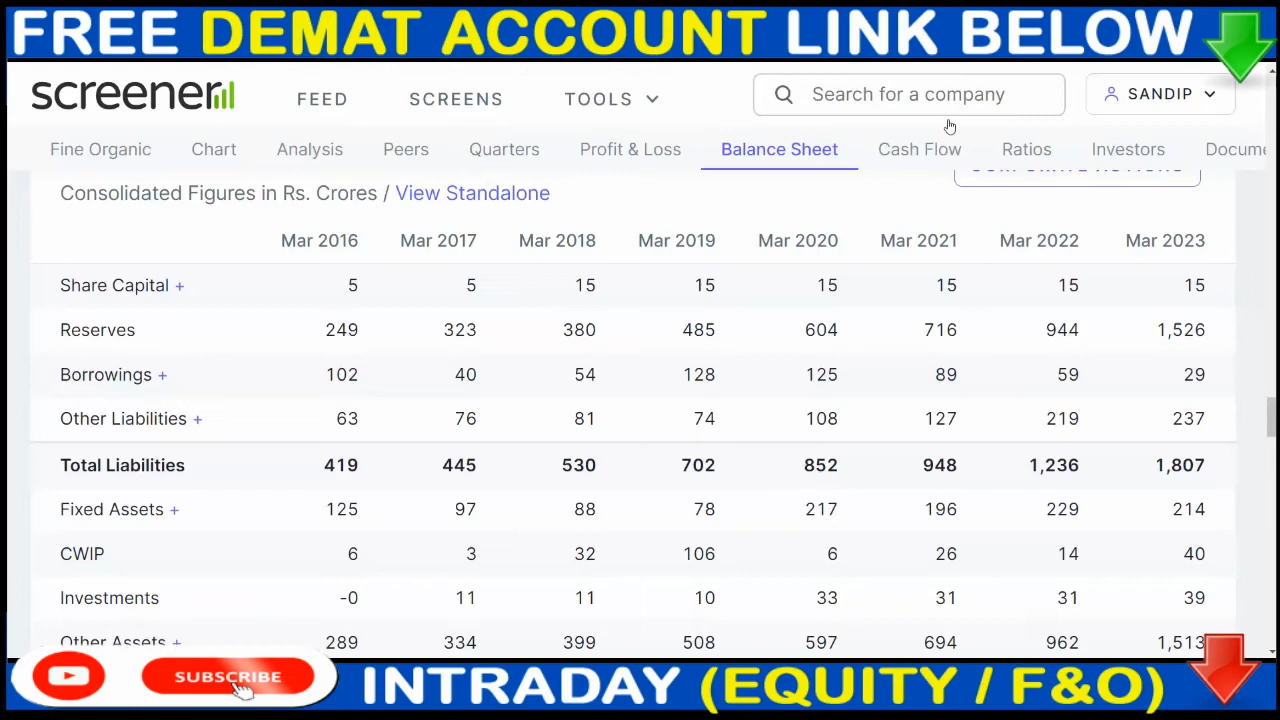 FREE DEMAT ACCOUNT LINK BELOW
screener FEED SCREENS TOOLS Search for a company SANDIP
Fine Organic Chart Analysis Peers Quarters Profit & Loss Balance Sheet Cash Flow Ratios Investors Docume
Consolidated Figures in Rs. Crores / View Standalone
Mar 2016 Mar 2017 Mar 2018 Mar 2019 Mar 2020 Mar 2021 Mar 2022 Mar 2023
Share Capital + 5 5 15 15 15 15 15 15
Reserves 249 323 380 485 604 716 944 1,526
Borrowings + 102 40 54 128 125 89 59 29
Other Liabilities + 63 76 81 74 108 127 219 237
Total Liabilities 419 445 530 702 852 948 1,236 1,807
Fixed Assets + 125 97 88 78 217 196 229 214
CWIP 6 3 32 106 6 26 14 40
Investments -0 11 11 10 33 31 31 39
Other Assets + 289 334 399 508 597 694 962 1,513
SUBSCRIBE
INTRADAY (EQUITY / F&O)